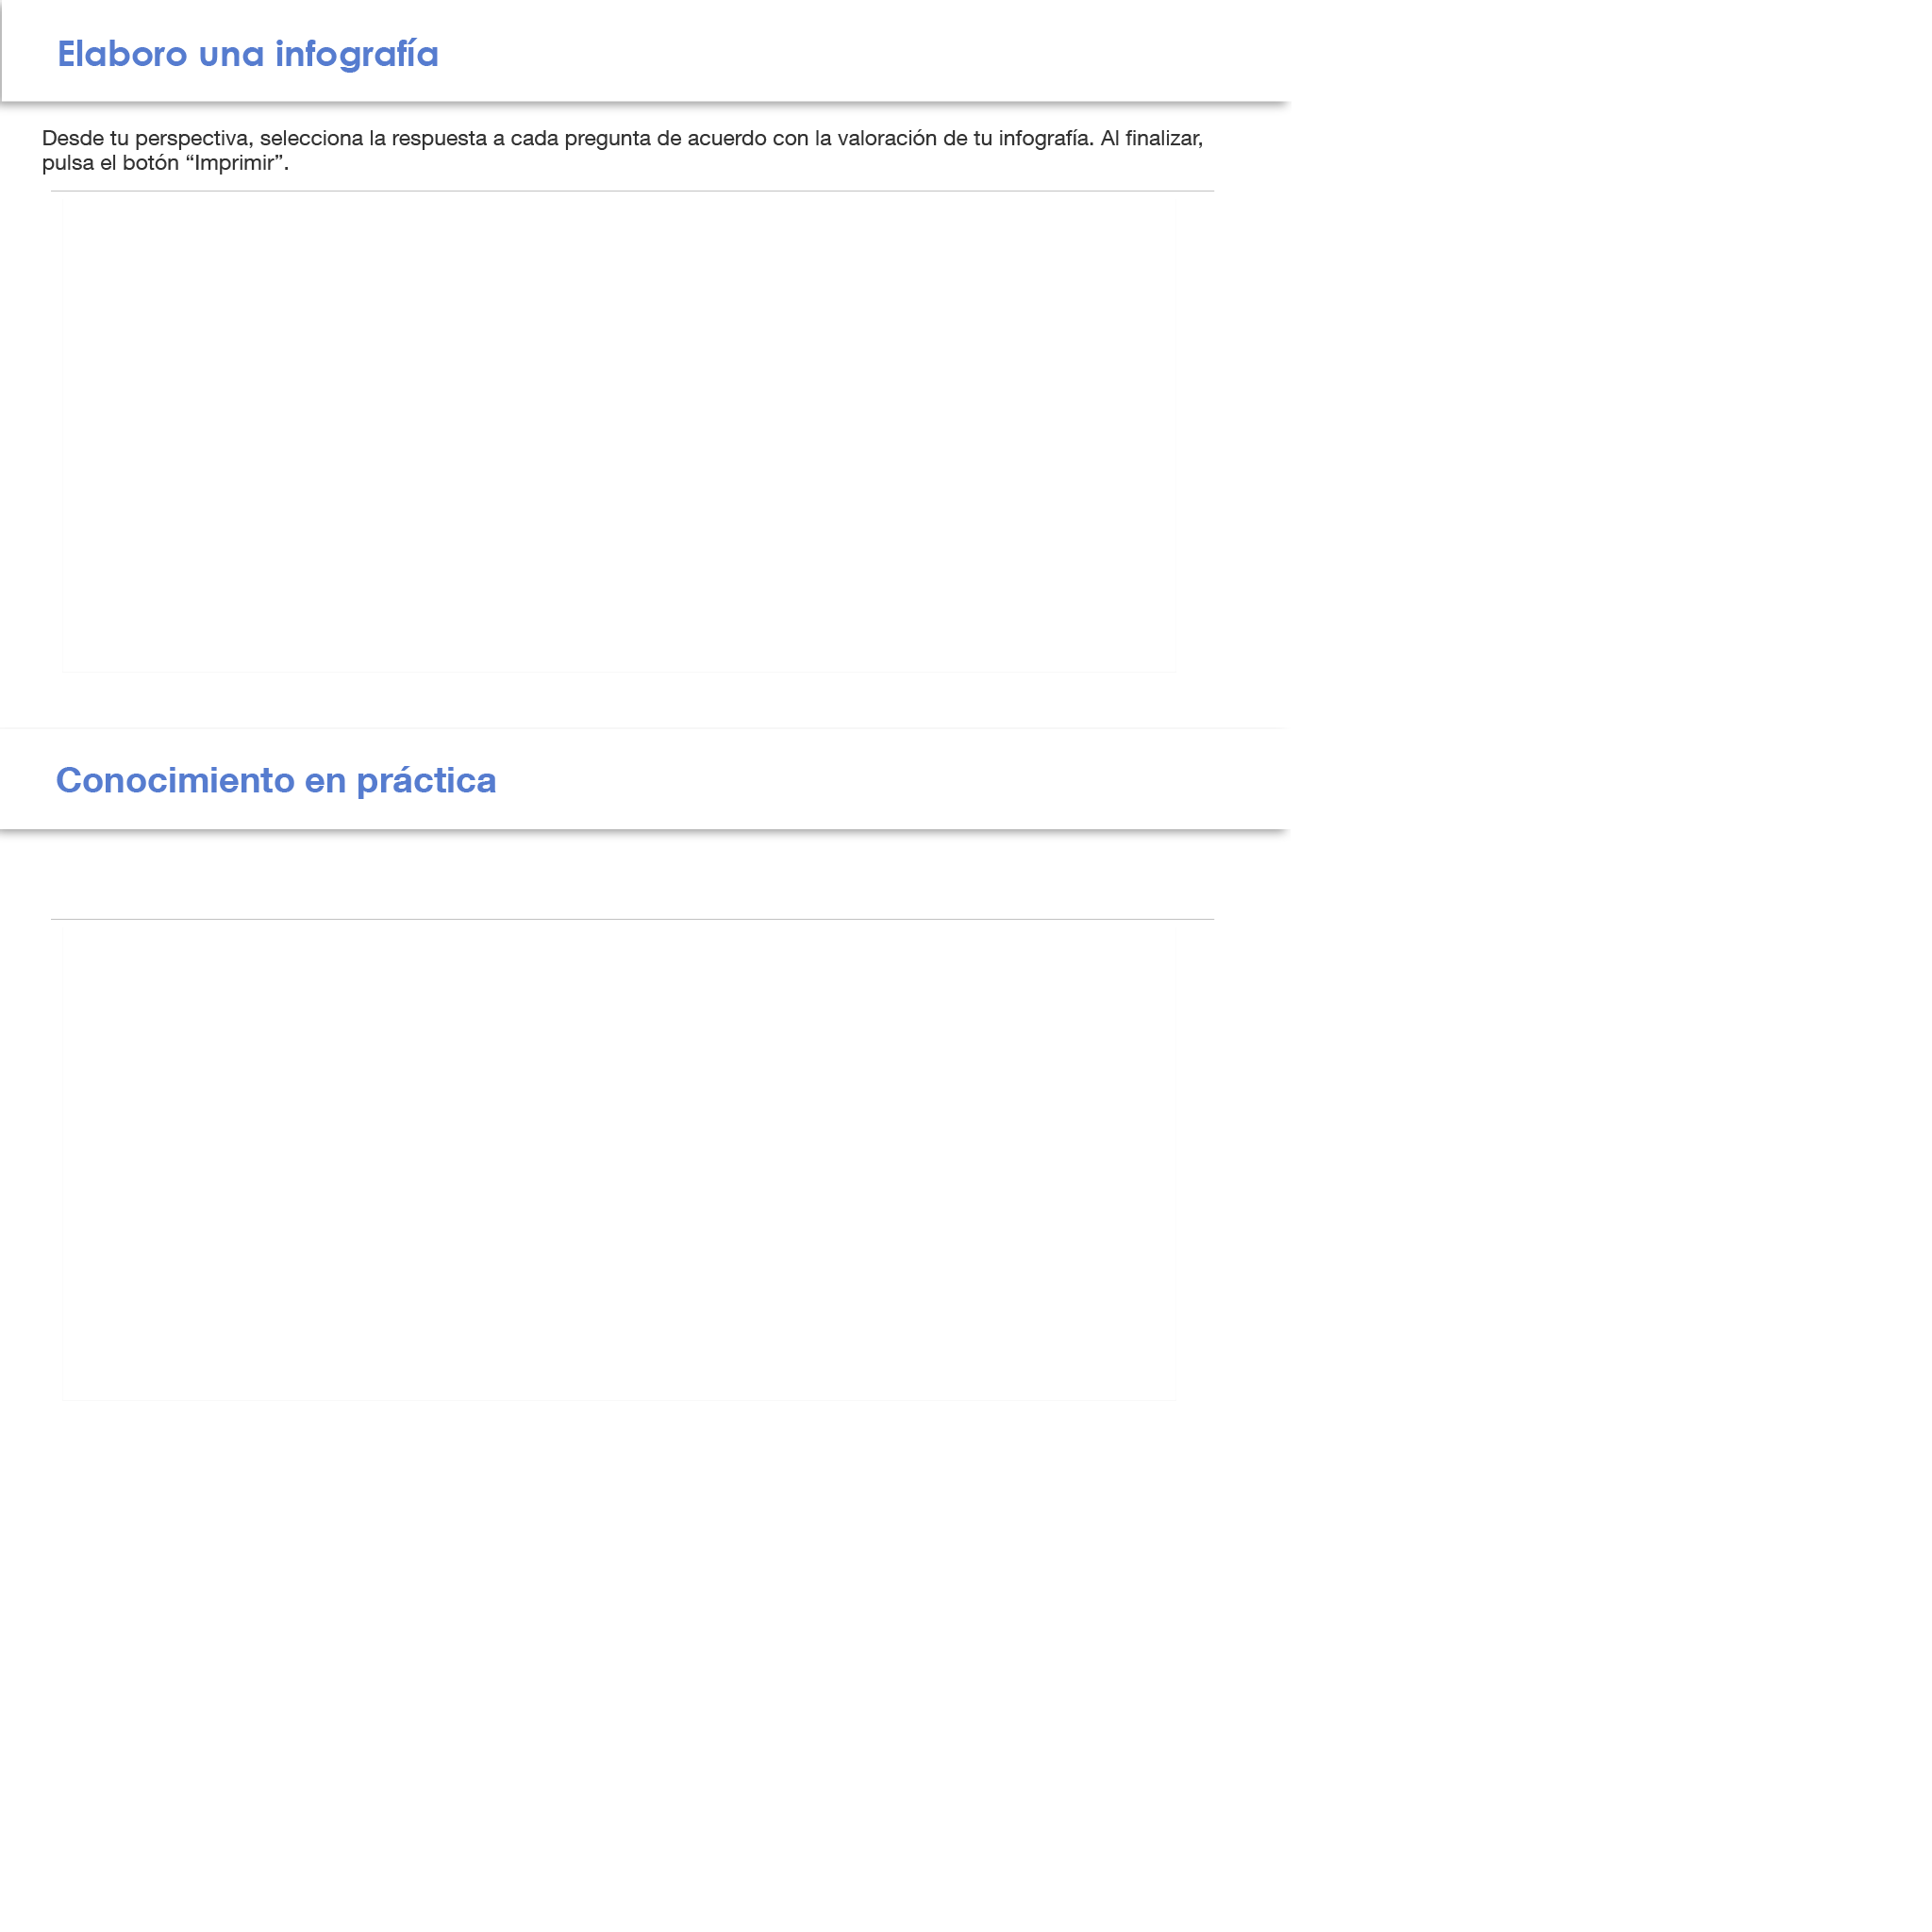 Elaboro una infografía
Desde tu perspectiva, selecciona la respuesta a cada pregunta de acuerdo con la valoración de tu infografía. Al finalizar,
pulsa el botón “Imprimir”.
Conocimiento en práctica